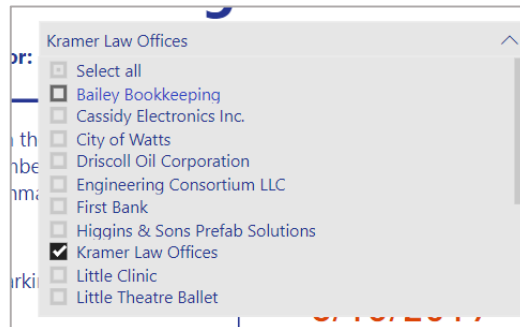 Kramer Law Offices
or:
Select all
Bailey Bookkeeping
Cassidy Electronics Inc.
City of Watts
Driscoll Oil Corporation
Engineering Consortium LLC
First Bank
Higgins & Sons Prefab Solutions
Kramer Law Offices
Little Clinic
Little Theatre Ballet